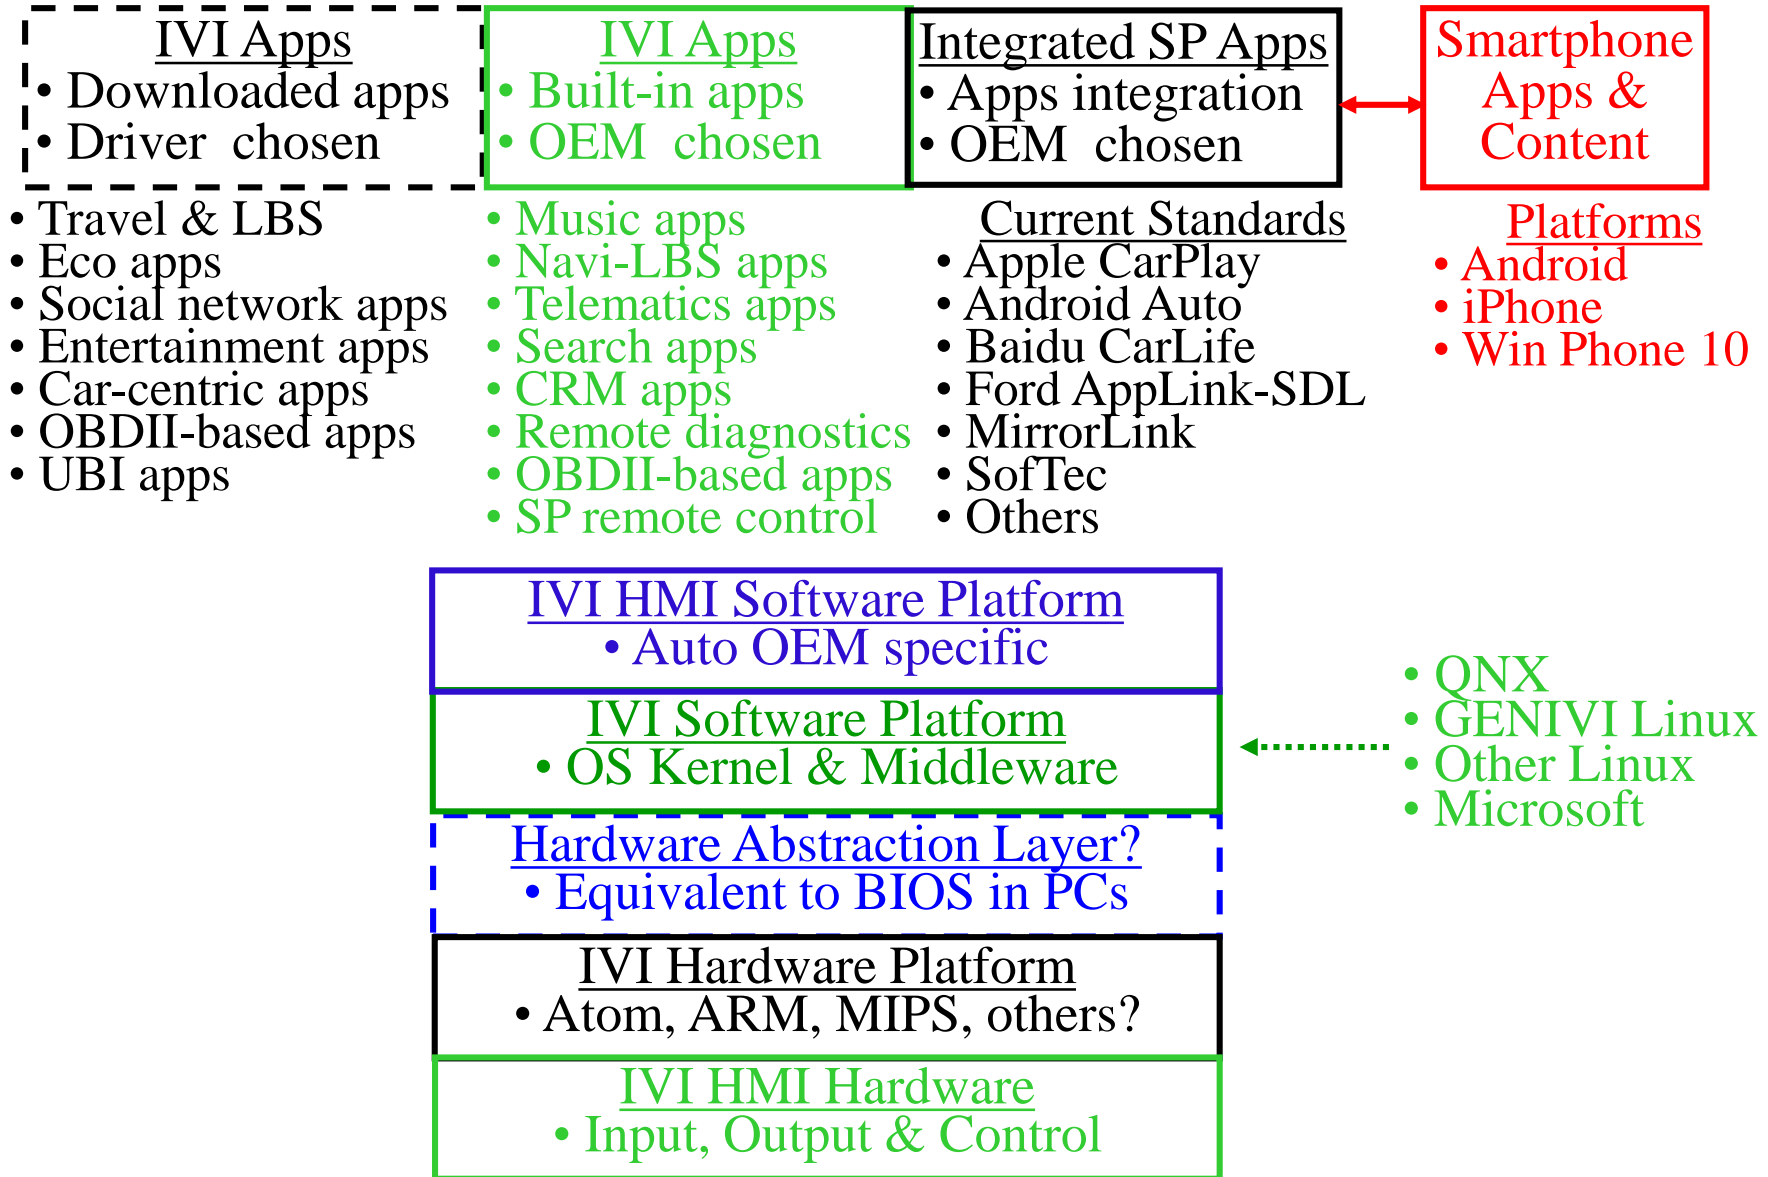 IVI Apps
• Downloaded apps
• Driver chosen
• Travel & LBS
• Eco apps
• Social network apps
• Entertainment apps
• Car-centric apps
• OBDII-based apps
• UBI apps
IVI Apps
• Built-in apps
• OEM chosen
• Music apps
• Navi-LBS apps
• Telematics apps
• Search apps
• CRM apps
• Remote diagnostics
• OBDII-based apps
• SP remote control
Integrated SP Apps
• Apps integration
• OEM chosen
Current Standards
• Apple CarPlay
• Android Auto
• Baidu CarLife
• Ford AppLink-SDL
• MirrorLink
• SofTec
• Others
Smartphone
Apps &
Content
Platforms
• Android
• iPhone
• Win Phone 10
IVI HMI Software Platform
• Auto OEM specific
IVI Software Platform
• OS Kernel & Middleware
• QNX
• GENIVI Linux
• Other Linux
• Microsoft
Hardware Abstraction Layer?
• Equivalent to BIOS in PCs
IVI Hardware Platform
• Atom, ARM, MIPS, others?
IVI HMI Hardware
• Input, Output & Control